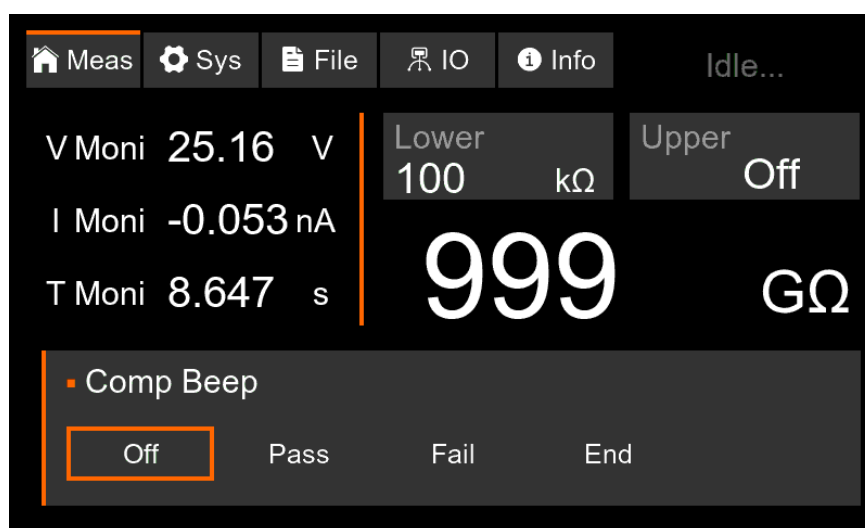 Meas Sys File IO Info Idle...
V Moni 25.16 V
I Moni -0.053 nA
T Moni 8.647 s
Lower
100 kΩ
Upper
Off
999 GΩ
Comp Beep
Off Pass Fail End